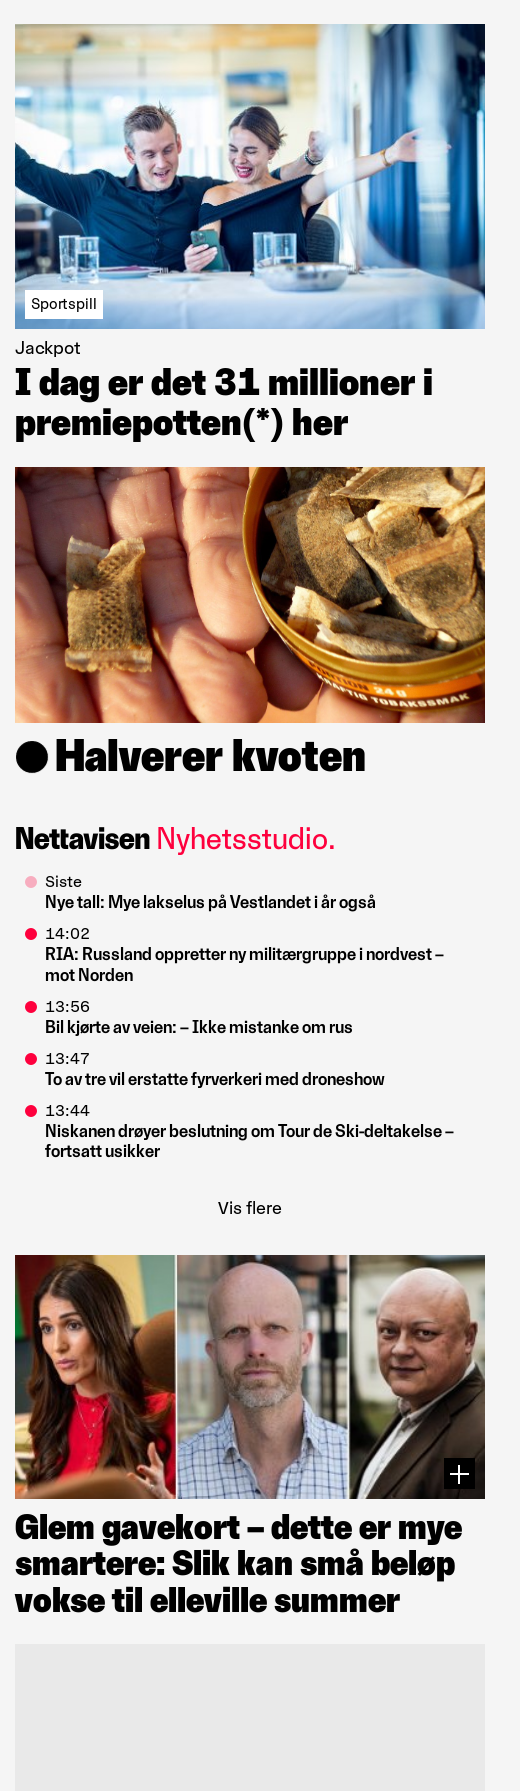 Sportspill
Jackpot
I dag er det 31 millioner i
premiepotten(*) her
24g
KRAFTIG TOBAKSSMAK
Halverer kvoten
Nettavisen Nyhetsstudio.
Siste
Nye tall: Mye lakselus på Vestlandet i år også
14:02
RIA: Russland oppretter ny militærgruppe i nordvest –
mot Norden
13:56
Bil kjørte av veien: – Ikke mistanke om rus
13:47
To av tre vil erstatte fyrverkeri med droneshow
13:44
Niskanen drøyer beslutning om Tour de Ski-deltakelse –
fortsatt usikker
Vis flere
Glem gavekort – dette er mye
smartere: Slik kan små beløp
vokse til elleville summer